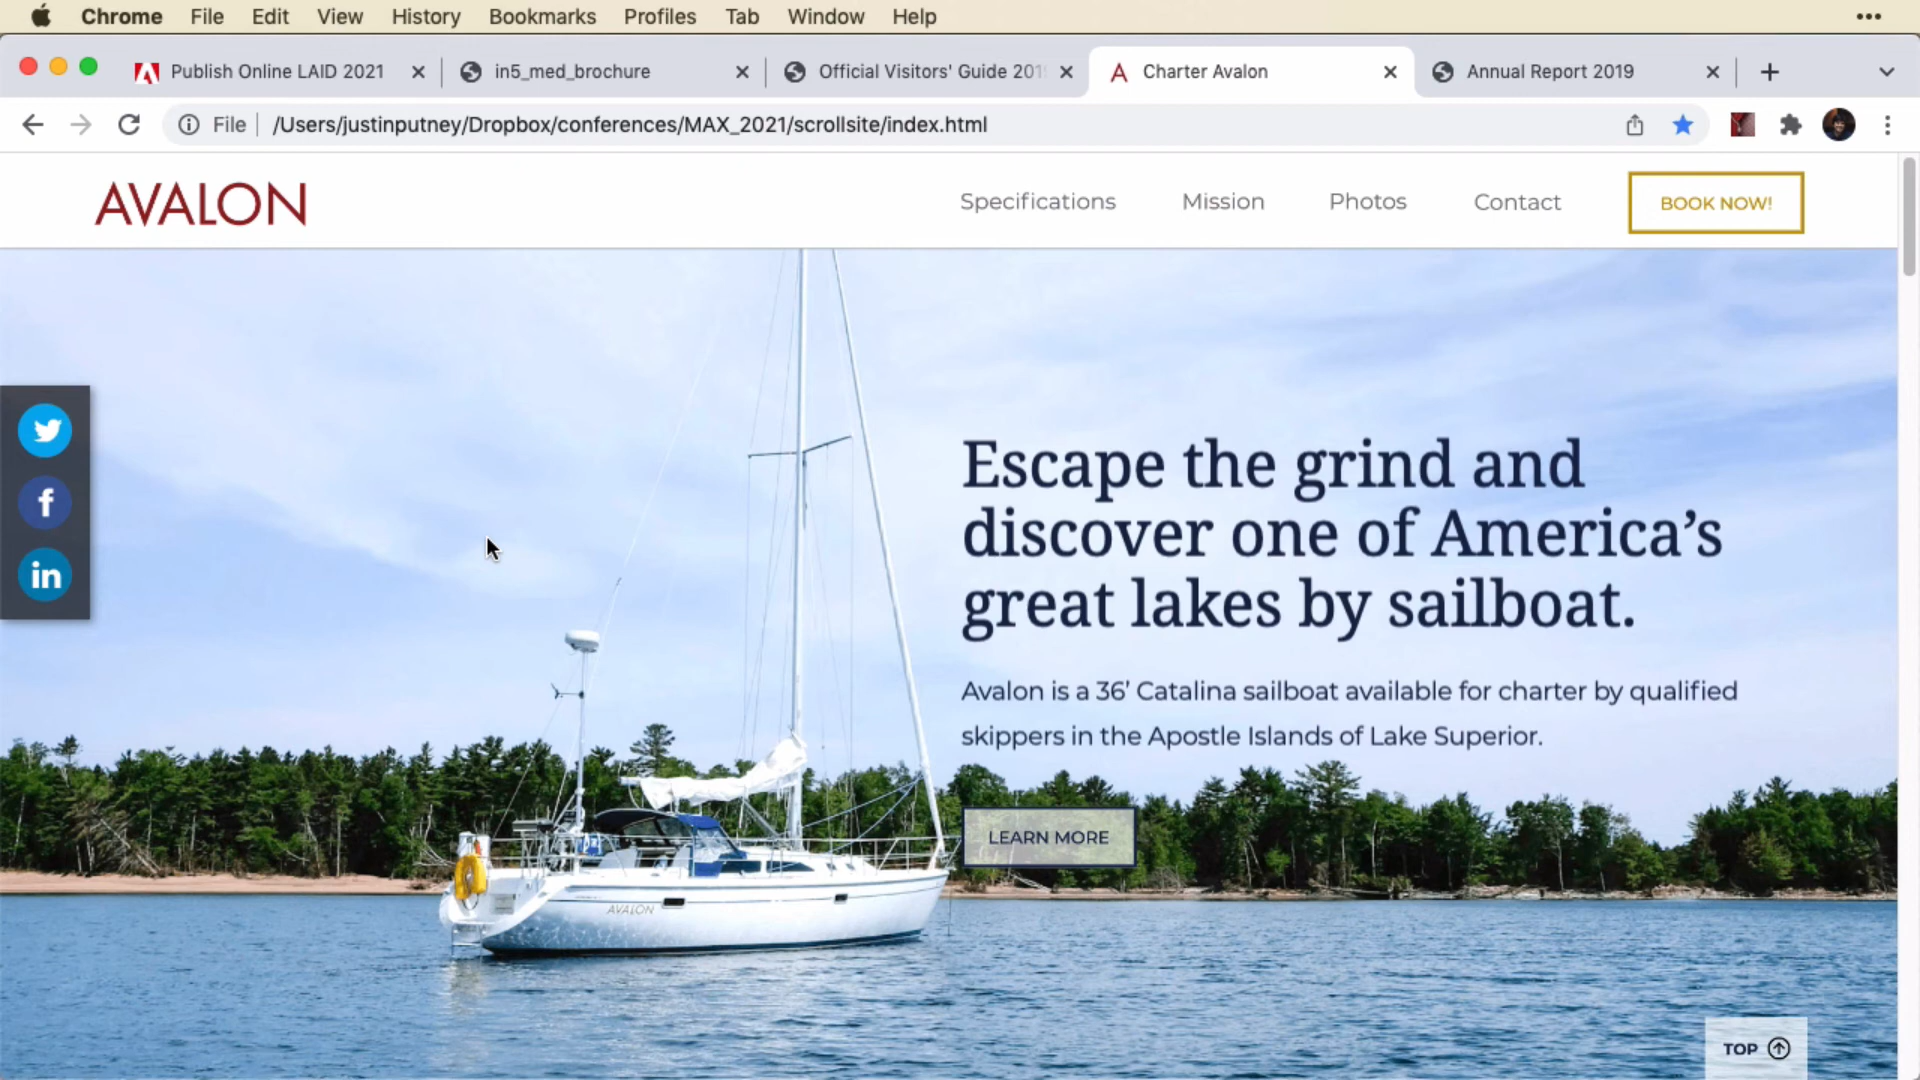 Chrome File Edit View History Bookmarks Profiles Tab Window Help
Publish Online LAID 2021 in5_med_brochure Official Visitors' Guide 201 Charter Avalon Annual Report 2019
File /Users/justinputney/Dropbox/conferences/MAX_2021/scrollsite/index.html
AVALON Specifications Mission Photos Contact BOOK NOW!
Escape the grind and
discover one of America’s
great lakes by sailboat.
Avalon is a 36’ Catalina sailboat available for charter by qualified
skippers in the Apostle Islands of Lake Superior.
LEARN MORE
AVALON
TOP